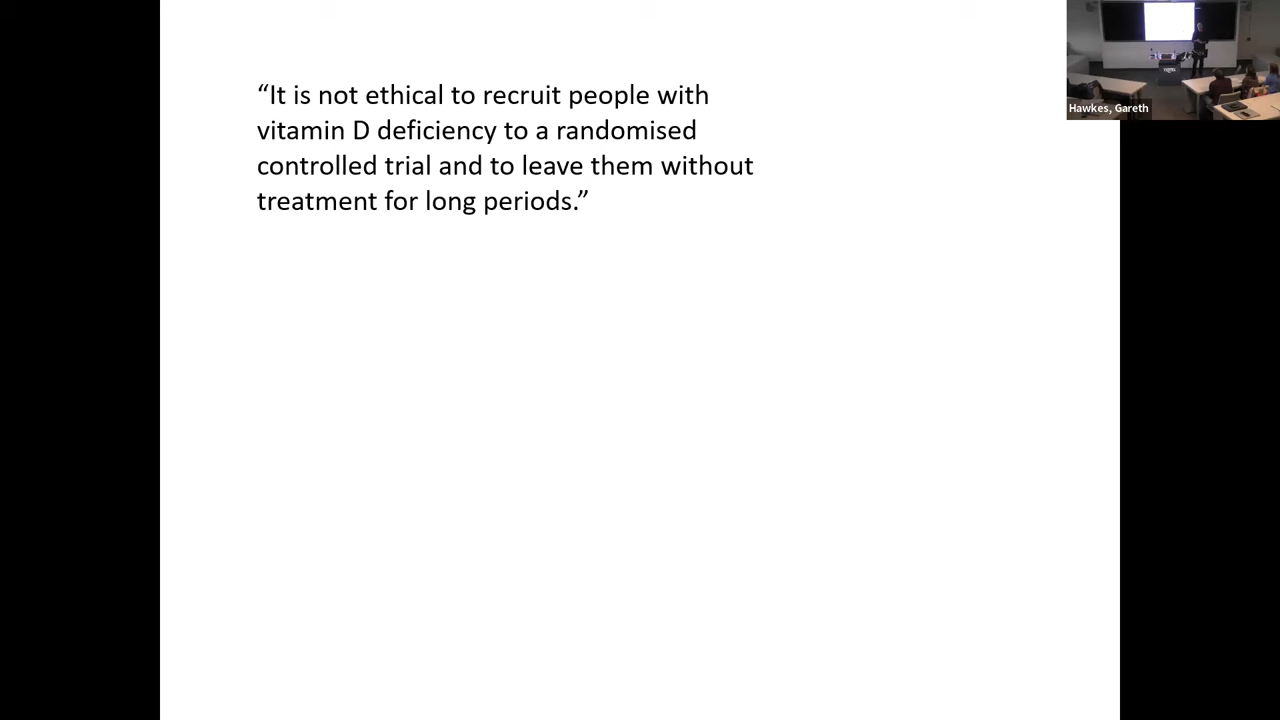 “It is not ethical to recruit people with
vitamin D deficiency to a randomised
controlled trial and to leave them without
treatment for long periods.”
Hawkes, Gareth